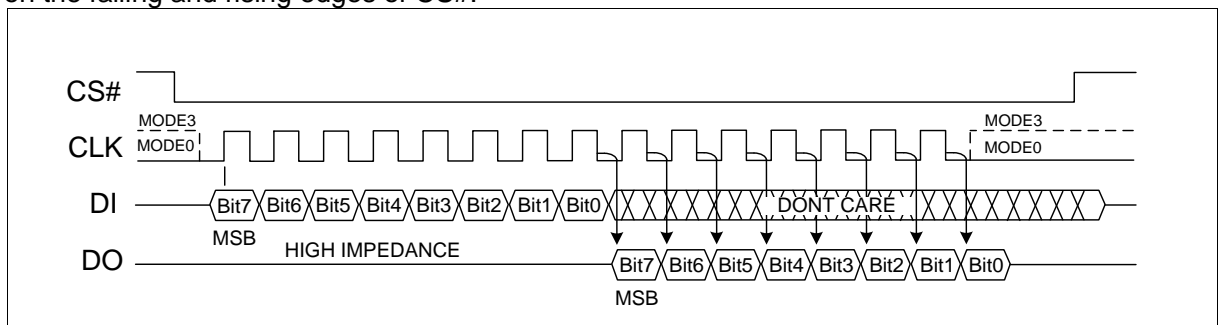 on the falling and rising edges of CS#.
CS#
MODE3 MODE3
CLK MODE0 MODE0
DI Bit7 Bit6 Bit5 Bit4 Bit3 Bit2 Bit1 Bit0 DONT CARE
MSB
DO HIGH IMPEDANCE Bit7 Bit6 Bit5 Bit4 Bit3 Bit2 Bit1 Bit0
MSB